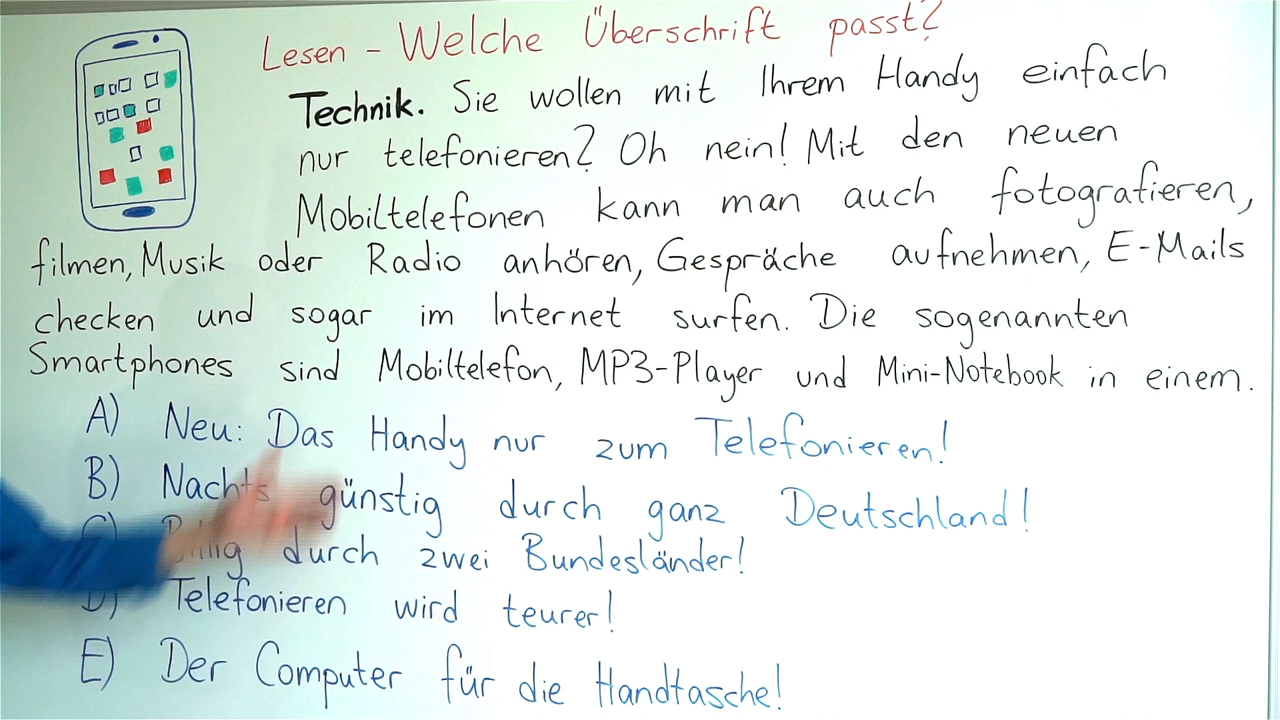 Lesen - Welche Überschrift passt?
Technik. Sie wollen mit Ihrem Handy einfach
nur telefonieren? Oh nein! Mit den neuen
Mobiltelefonen kann man auch fotografieren,
filmen, Musik oder Radio anhören, Gespräche aufnehmen, E-Mails
checken und sogar im Internet surfen. Die sogenannten
Smartphones sind Mobiltelefon, MP3-Player und Mini-Notebook in einem.
A) Neu: Das Handy nur zum Telefonieren!
B) Nachts günstig durch ganz Deutschland!
C) Billig durch zwei Bundesländer!
D) Telefonieren wird teurer!
E) Der Computer für die Handtasche!